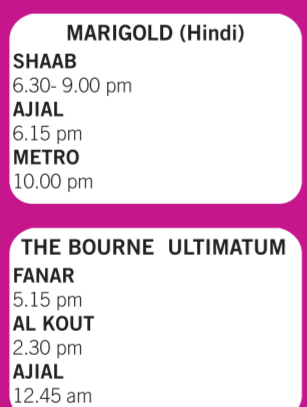 MARIGOLD (Hindi)
SHAAB
6.30- 9.00 pm
AJIAL
6.15 pm
METRO
10.00 pm
THE BOURNE ULTIMATUM
FANAR
5.15 pm
AL KOUT
2.30 pm
AJIAL
12.45 am